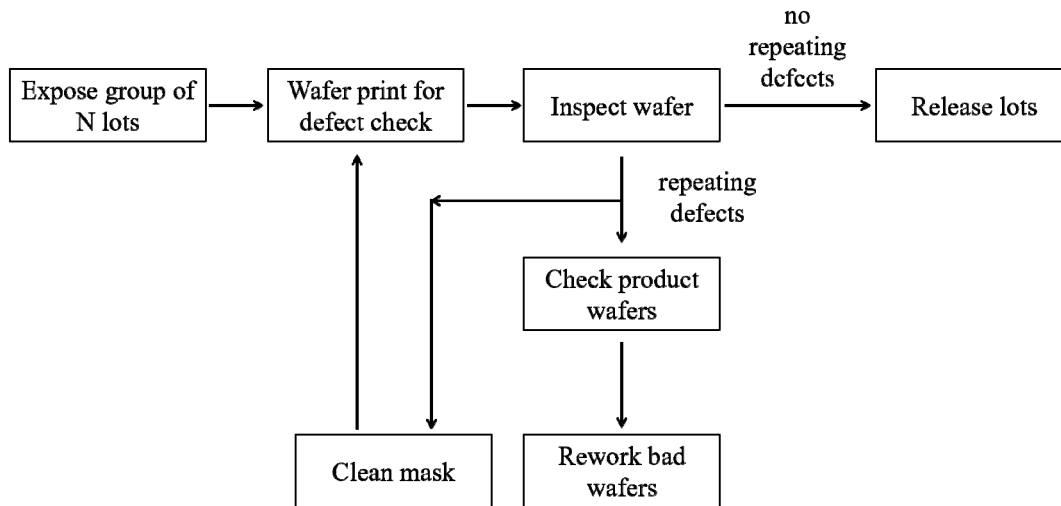 no
repeating
defects
Expose group of
N lots
Wafer print for
defect check
Inspect wafer
Release lots
repeating
defects
Check product
wafers
Clean mask
Rework bad
wafers